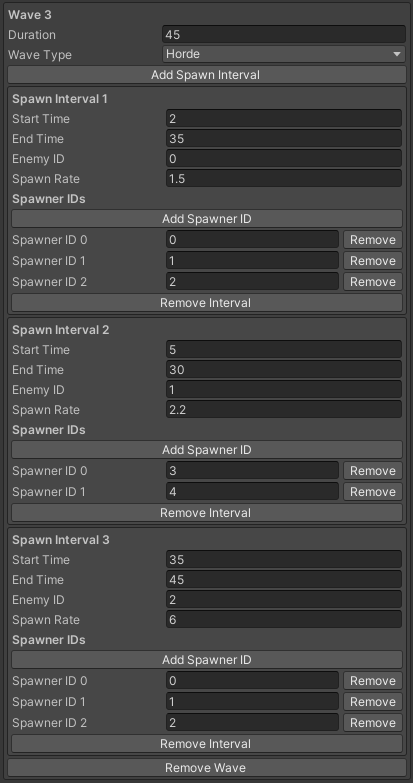 Wave 3
Duration 45
Wave Type Horde
Add Spawn Interval
Spawn Interval 1
Start Time 2
End Time 35
Enemy ID 0
Spawn Rate 1.5
Spawner IDs
Add Spawner ID
Spawner ID 0 0 Remove
Spawner ID 1 1 Remove
Spawner ID 2 2 Remove
Remove Interval
Spawn Interval 2
Start Time 5
End Time 30
Enemy ID 1
Spawn Rate 2.2
Spawner IDs
Add Spawner ID
Spawner ID 0 3 Remove
Spawner ID 1 4 Remove
Remove Interval
Spawn Interval 3
Start Time 35
End Time 45
Enemy ID 2
Spawn Rate 6
Spawner IDs
Add Spawner ID
Spawner ID 0 0 Remove
Spawner ID 1 1 Remove
Spawner ID 2 2 Remove
Remove Interval
Remove Wave